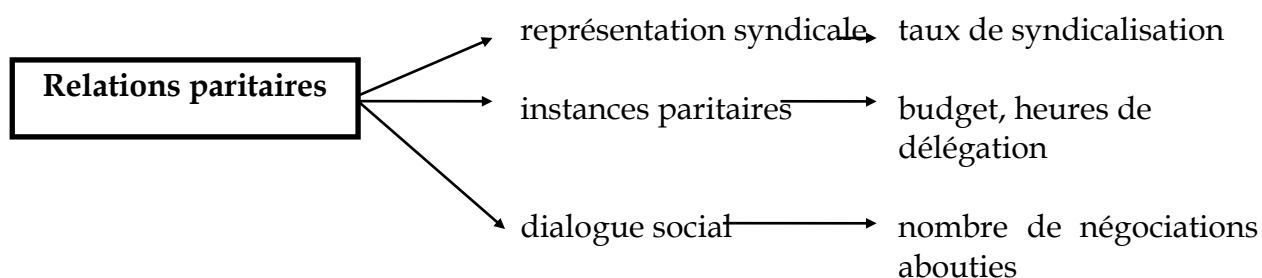 représentation syndicale
taux de syndicalisation
Relations paritaires
instances paritaires
budget, heures de
délégation
dialogue social
nombre de négociations
abouties